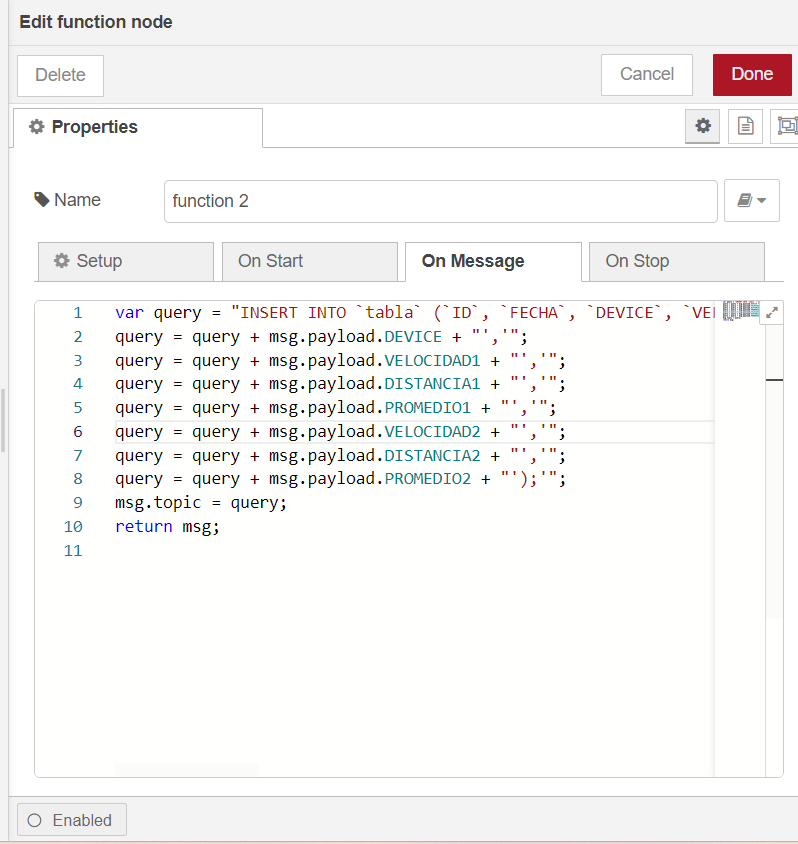 Edit function node
Delete
Cancel
Done
Properties
Name
function 2
Setup
On Start
On Message
On Stop
1 var query = "INSERT INTO `tabla` (`ID`, `FECHA`, `DEVICE`, `VE
2 query = query + msg.payload.DEVICE + "','";
3 query = query + msg.payload.VELOCIDAD1 + "','";
4 query = query + msg.payload.DISTANCIA1 + "','";
5 query = query + msg.payload.PROMEDIO1 + "','";
6 query = query + msg.payload.VELOCIDAD2 + "','";
7 query = query + msg.payload.DISTANCIA2 + "','";
8 query = query + msg.payload.PROMEDIO2 + "');'";
9 msg.topic = query;
10 return msg;
11
Enabled